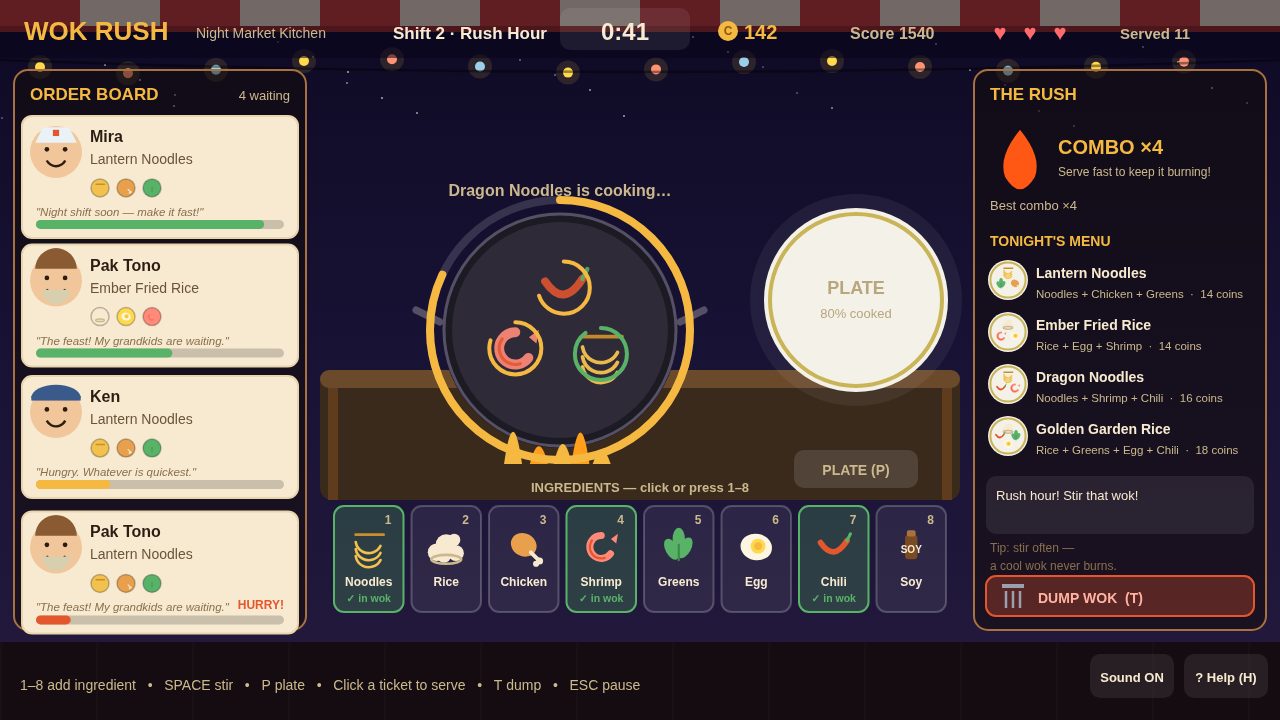 WOK RUSH
Night Market Kitchen
Shift 2 · Rush Hour
0:41
C 142
Score 1540
Served 11
ORDER BOARD
4 waiting
Mira
Lantern Noodles
"Night shift soon — make it fast!"
Pak Tono
Ember Fried Rice
"The feast! My grandkids are waiting."
Ken
Lantern Noodles
"Hungry. Whatever is quickest."
Pak Tono
Lantern Noodles
"The feast! My grandkids are waiting."
HURRY!
Dragon Noodles is cooking…
PLATE
80% cooked
PLATE (P)
INGREDIENTS — click or press 1–8
1
Noodles
✓ in wok
2
Rice
3
Chicken
4
Shrimp
✓ in wok
5
Greens
6
Egg
7
Chili
✓ in wok
8
SOY
Soy
THE RUSH
COMBO ×4
Serve fast to keep it burning!
Best combo ×4
TONIGHT'S MENU
Lantern Noodles
Noodles + Chicken + Greens · 14 coins
Ember Fried Rice
Rice + Egg + Shrimp · 14 coins
Dragon Noodles
Noodles + Shrimp + Chili · 16 coins
Golden Garden Rice
Rice + Greens + Egg + Chili · 18 coins
Rush hour! Stir that wok!
Tip: stir often —
a cool wok never burns.
DUMP WOK (T)
1–8 add ingredient • SPACE stir • P plate • Click a ticket to serve • T dump • ESC pause
Sound ON
? Help (H)